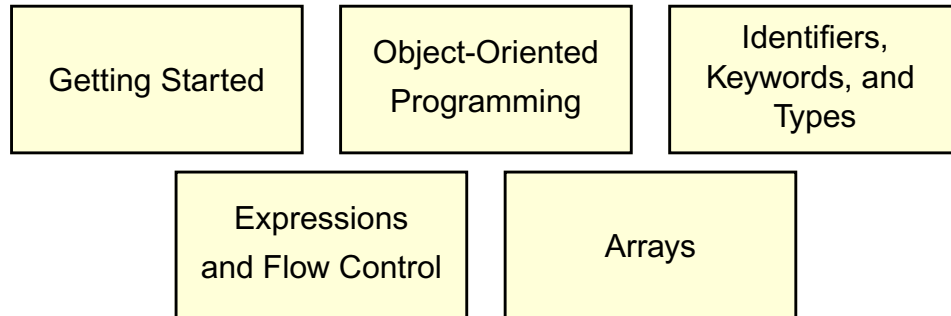 Getting Started
Object-Oriented
Programming
Identifiers,
Keywords, and
Types
Expressions
and Flow Control
Arrays